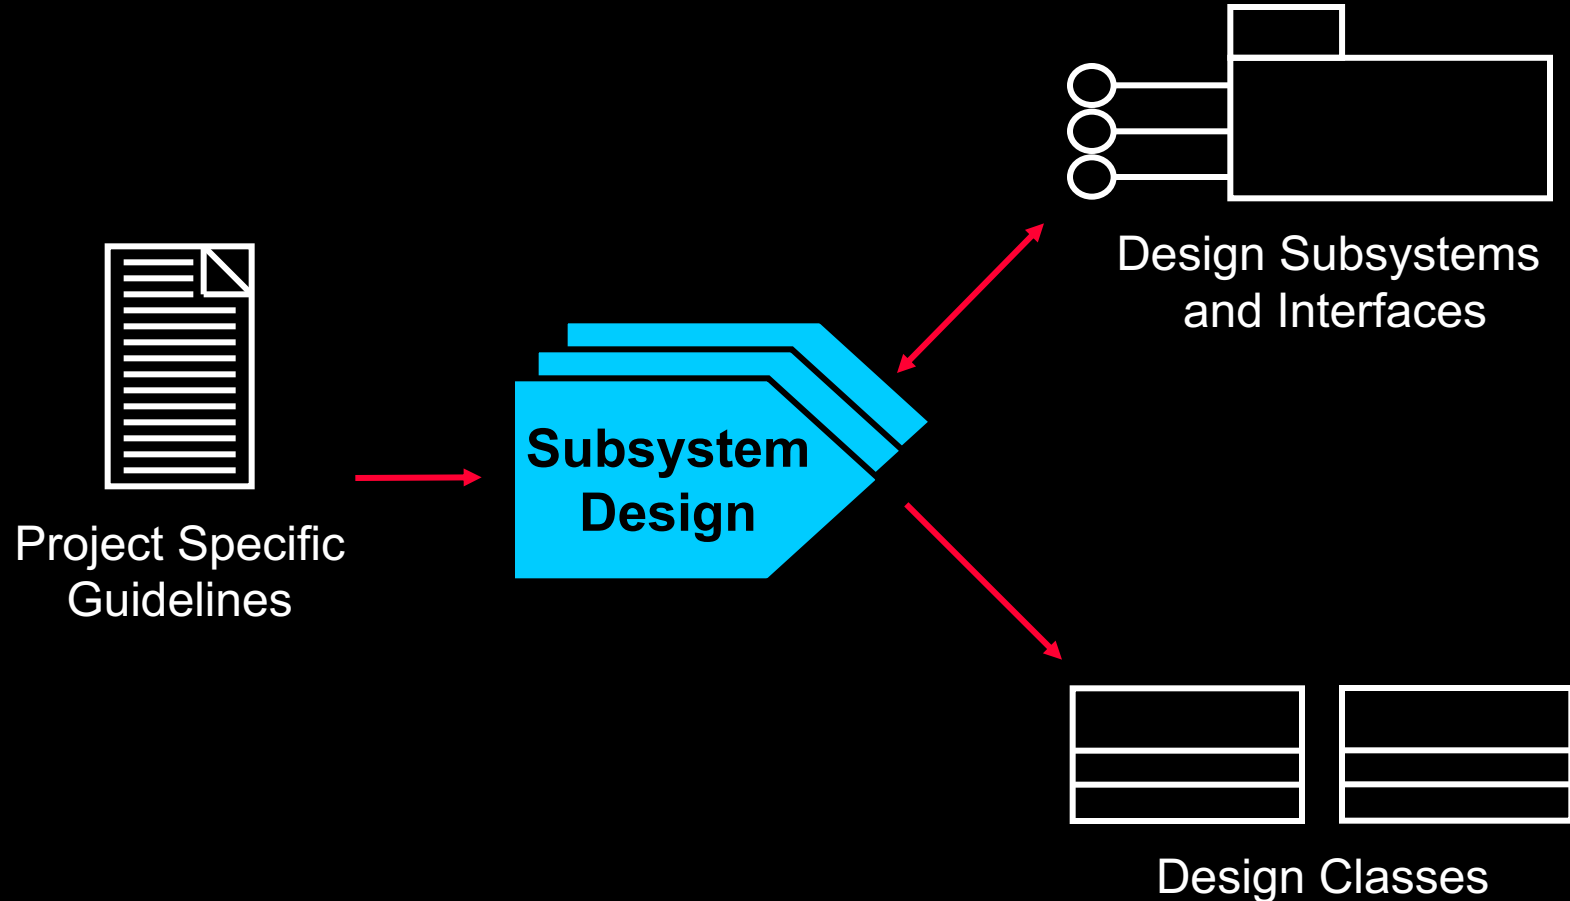 Design Subsystems
and Interfaces
Subsystem
Design
Project Specific
Guidelines
Design Classes